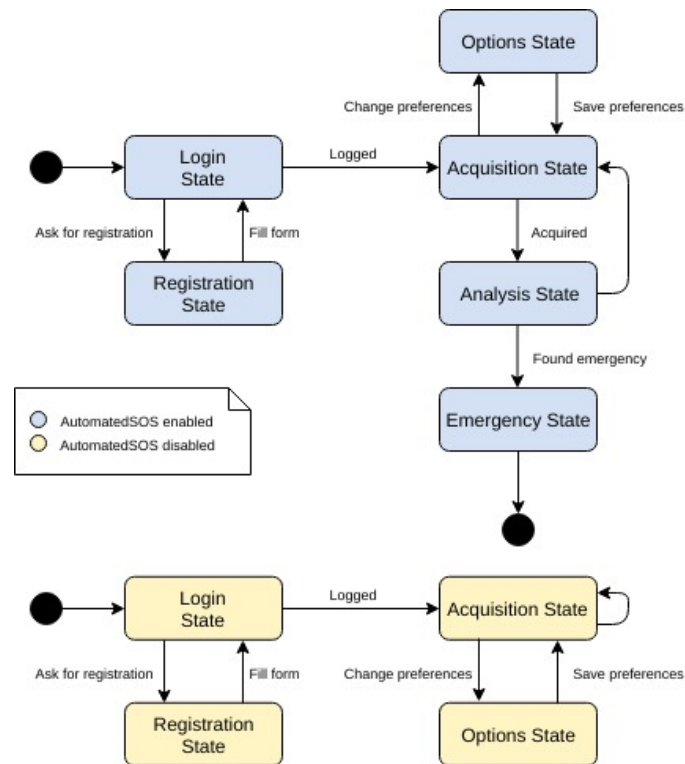 Options State
Change preferences
Save preferences
Login
State
Logged
Acquisition State
Ask for registration
Fill form
Acquired
Registration
State
Analysis State
Found emergency
AutomatedSOS enabled
AutomatedSOS disabled
Emergency State
Login
State
Logged
Acquisition State
Ask for registration
Fill form
Change preferences
Save preferences
Registration
State
Options State